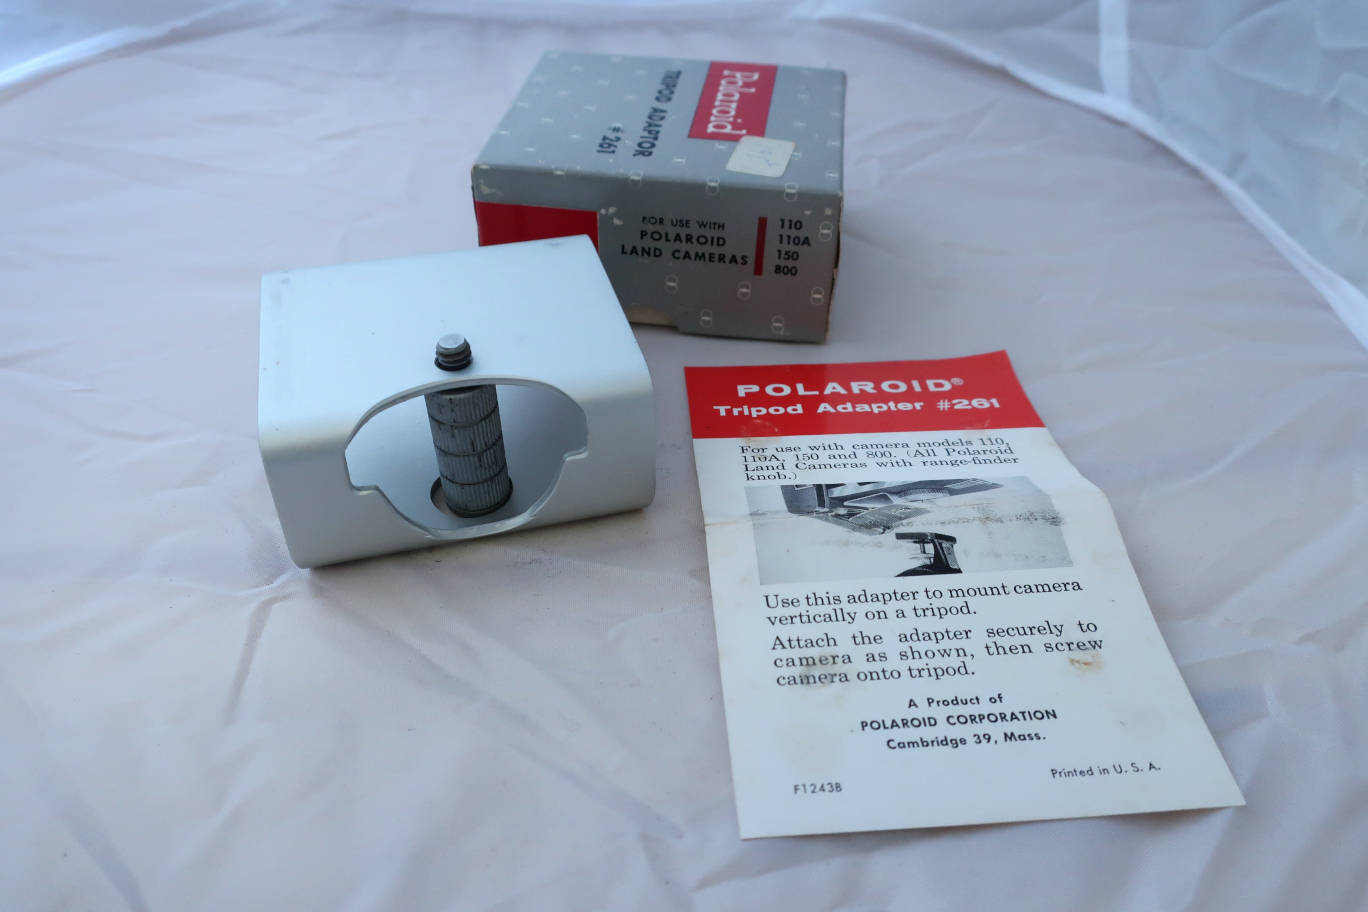 Polaroid
TRIPOD ADAPTOR
# 261
FOR USE WITH
POLAROID
LAND CAMERAS
110
110A
150
800
POLAROID®
Tripod Adapter #261
For use with camera models 110,
110A, 150 and 800. (All Polaroid
Land Cameras with range-finder
knob.)
Use this adapter to mount camera
vertically on a tripod.
Attach the adapter securely to
camera as shown, then screw
camera onto tripod.
A Product of
POLAROID CORPORATION
Cambridge 39, Mass.
F1243B
Printed in U. S. A.